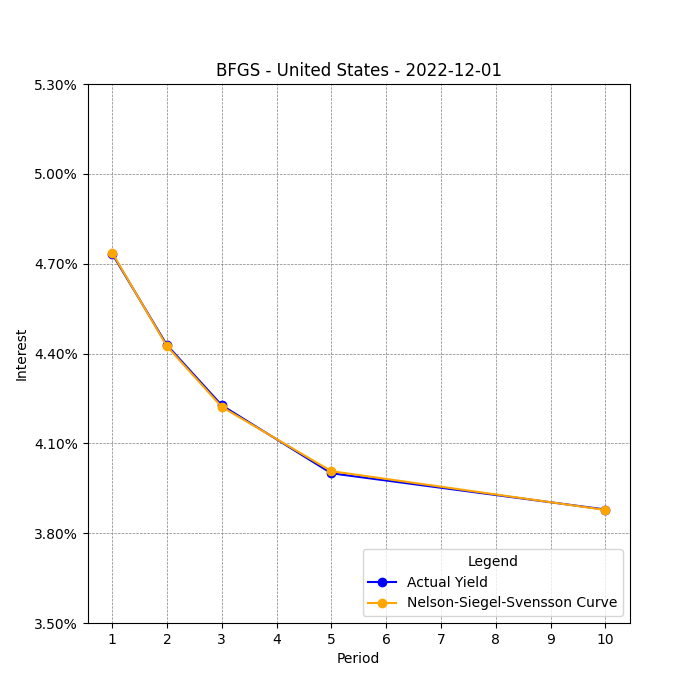 BFGS - United States - 2022-12-01
5.30%
5.00%
4.70%
4.40%
4.10%
3.80%
3.50%
Interest
1 2 3 4 5 6 7 8 9 10
Period
Legend
Actual Yield
Nelson-Siegel-Svensson Curve